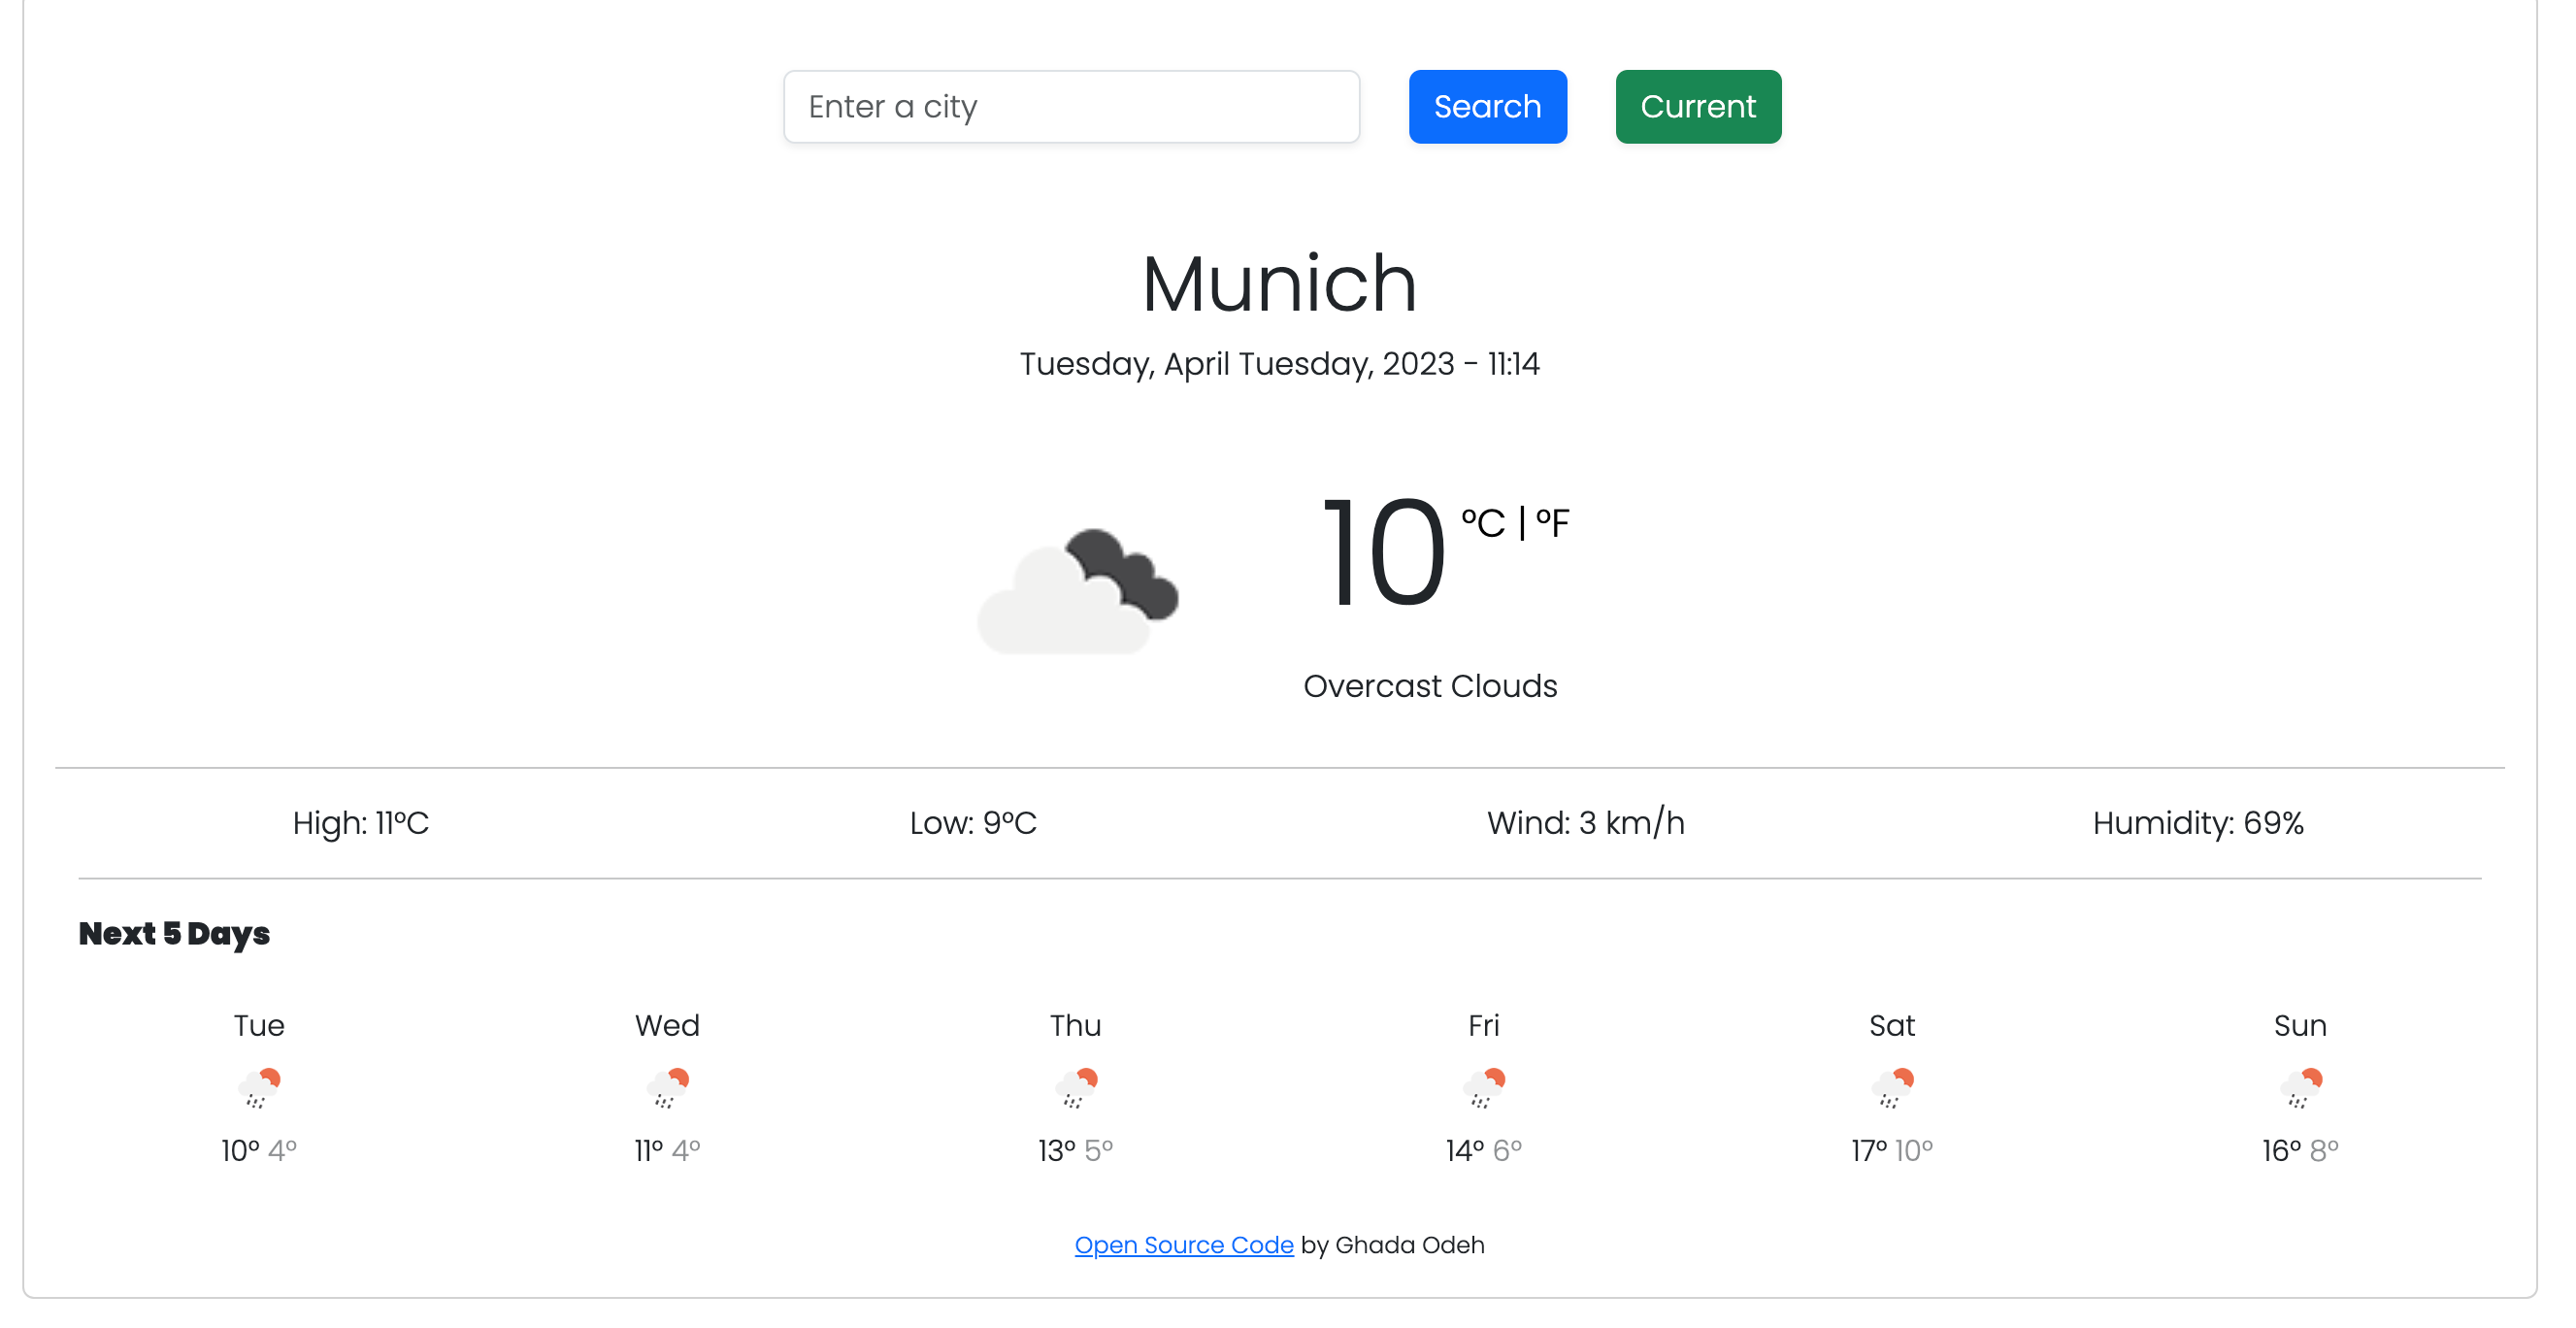 Enter a city Search Current
Munich
Tuesday, April Tuesday, 2023 - 11:14
10 °C | °F
Overcast Clouds
High: 11°C Low: 9°C Wind: 3 km/h Humidity: 69%
Next 5 Days
Tue Wed Thu Fri Sat Sun
10° 4° 11° 4° 13° 5° 14° 6° 17° 10° 16° 8°
Open Source Code by Ghada Odeh